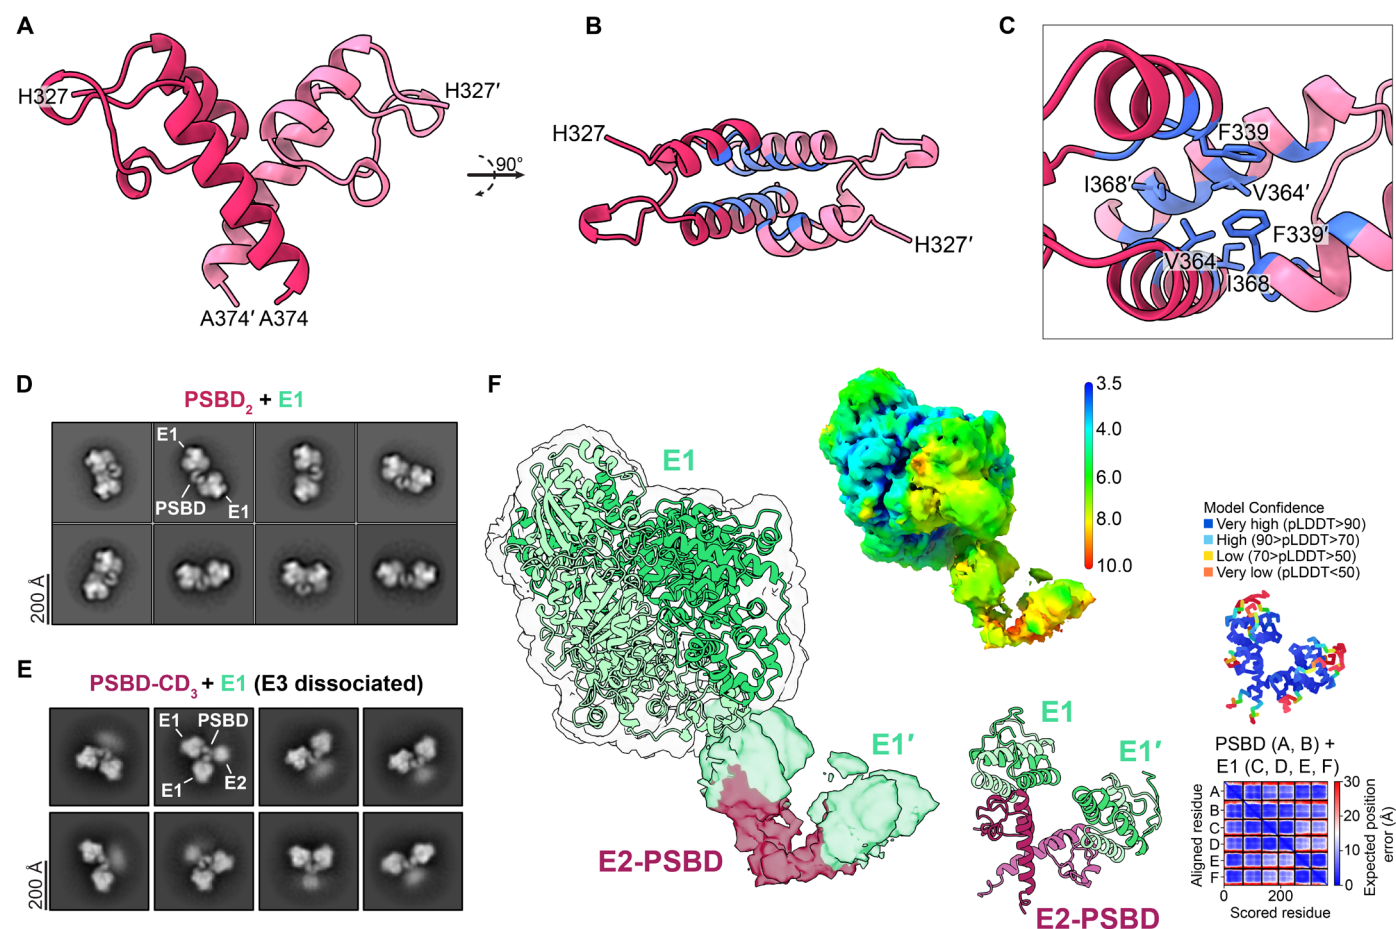 A
H327
H327′
A374′ A374
90°
B
H327
H327′
C
F339
I368′
V364′
F339′
V364
I368
D
PSBD2 + E1
E1
PSBD
E1
200 Å
E
PSBD-CD3 + E1 (E3 dissociated)
E1
PSBD
E1
E2
200 Å
F
E1
E1′
E2-PSBD
3.5
4.0
6.0
8.0
10.0
E1
E1′
E2-PSBD
Model Confidence
Very high (pLDDT>90)
High (90>pLDDT>70)
Low (70>pLDDT>50)
Very low (pLDDT<50)
PSBD (A, B) +
E1 (C, D, E, F)
Aligned residue
A
B
C
D
E
F
0
200
Scored residue
30
20
10
0
Expected position
error (Å)